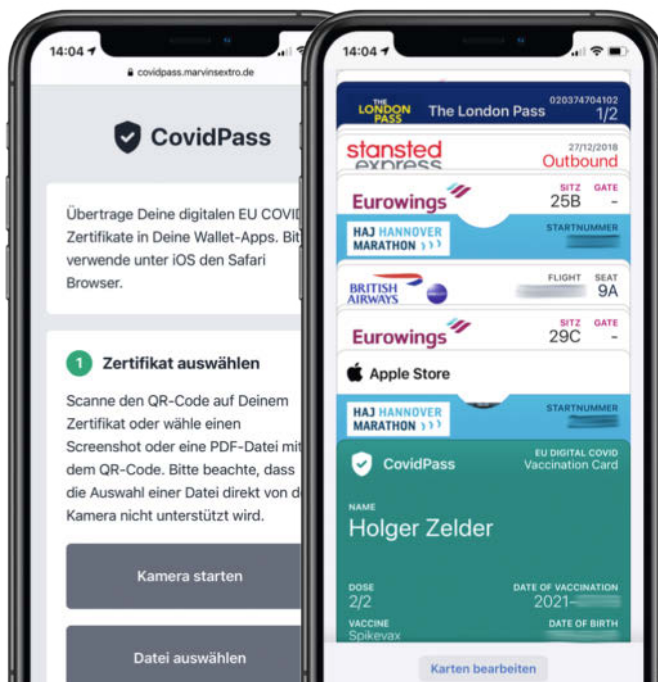 14:04
covidpass.marvinsextro.de
CovidPass
Übertrage Deine digitalen EU COVID
Zertifikate in Deine Wallet-Apps. Bit
verwende unter iOS den Safari
Browser.
1 Zertifikat auswählen
Scanne den QR-Code auf Deinem
Zertifikat oder wähle einen
Screenshot oder eine PDF-Datei mit
dem QR-Code. Bitte beachte, dass
die Auswahl einer Datei direkt von d
Kamera nicht unterstützt wird.
Kamera starten
Datei auswählen
14:04
THE LONDON PASS The London Pass 020374704102
1/2
stansted express 27/12/2018
Outbound
Eurowings SITZ GATE
25B -
HAJ HANNOVER STARTNUMMER
MARATHON
BRITISH AIRWAYS FLIGHT SEAT
9A
Eurowings SITZ GATE
29C -
Apple Store
HAJ HANNOVER STARTNUMMER
MARATHON
CovidPass EU DIGITAL COVID
Vaccination Card
NAME
Holger Zelder
DOSE DATE OF VACCINATION
2/2 2021-
VACCINE DATE OF BIRTH
Spikevax
Karten bearbeiten